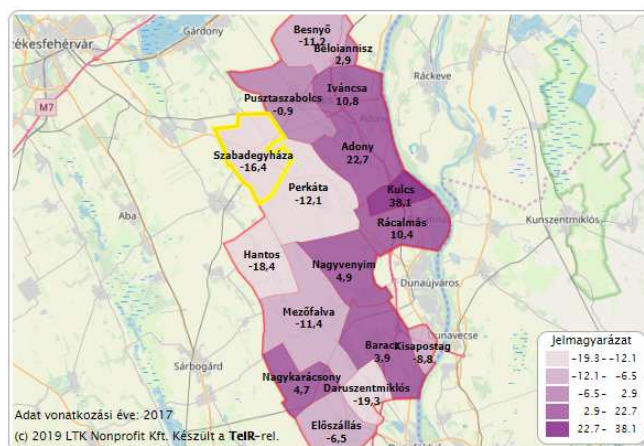 Besnyő
-11,2
Beloiannisz
2,9
Gárdony
zékesfehérvár
M7
Pusztaszabolcs
-0,9
Iváncsa
10,8
Ráckeve
Szabadegyháza
-16,4
Adony
22,7
Perkáta
-12,1
Kulcs
38,1
Aba
Rácalmás
10,4
Kunszentmiklós
Hantos
-18,4
Nagyvenyim
4,9
Dunaújváros
Mezőfalva
-11,4
Sárbogárd
Baracs
3,9
Kisapostag
-8,8
unavecse
Nagykarácsony
4,7
Daruszentmiklós
-19,3
Előszállás
-6,5
Jelmagyarázat
-19.3 - -12.1
-12.1 - -6.5
-6.5 - 2.9
2.9 - 22.7
22.7 - 38.1
Adat vonatkozási éve: 2017
(c) 2019 LTK Nonprofit Kft. Készült a TeIR-rel.